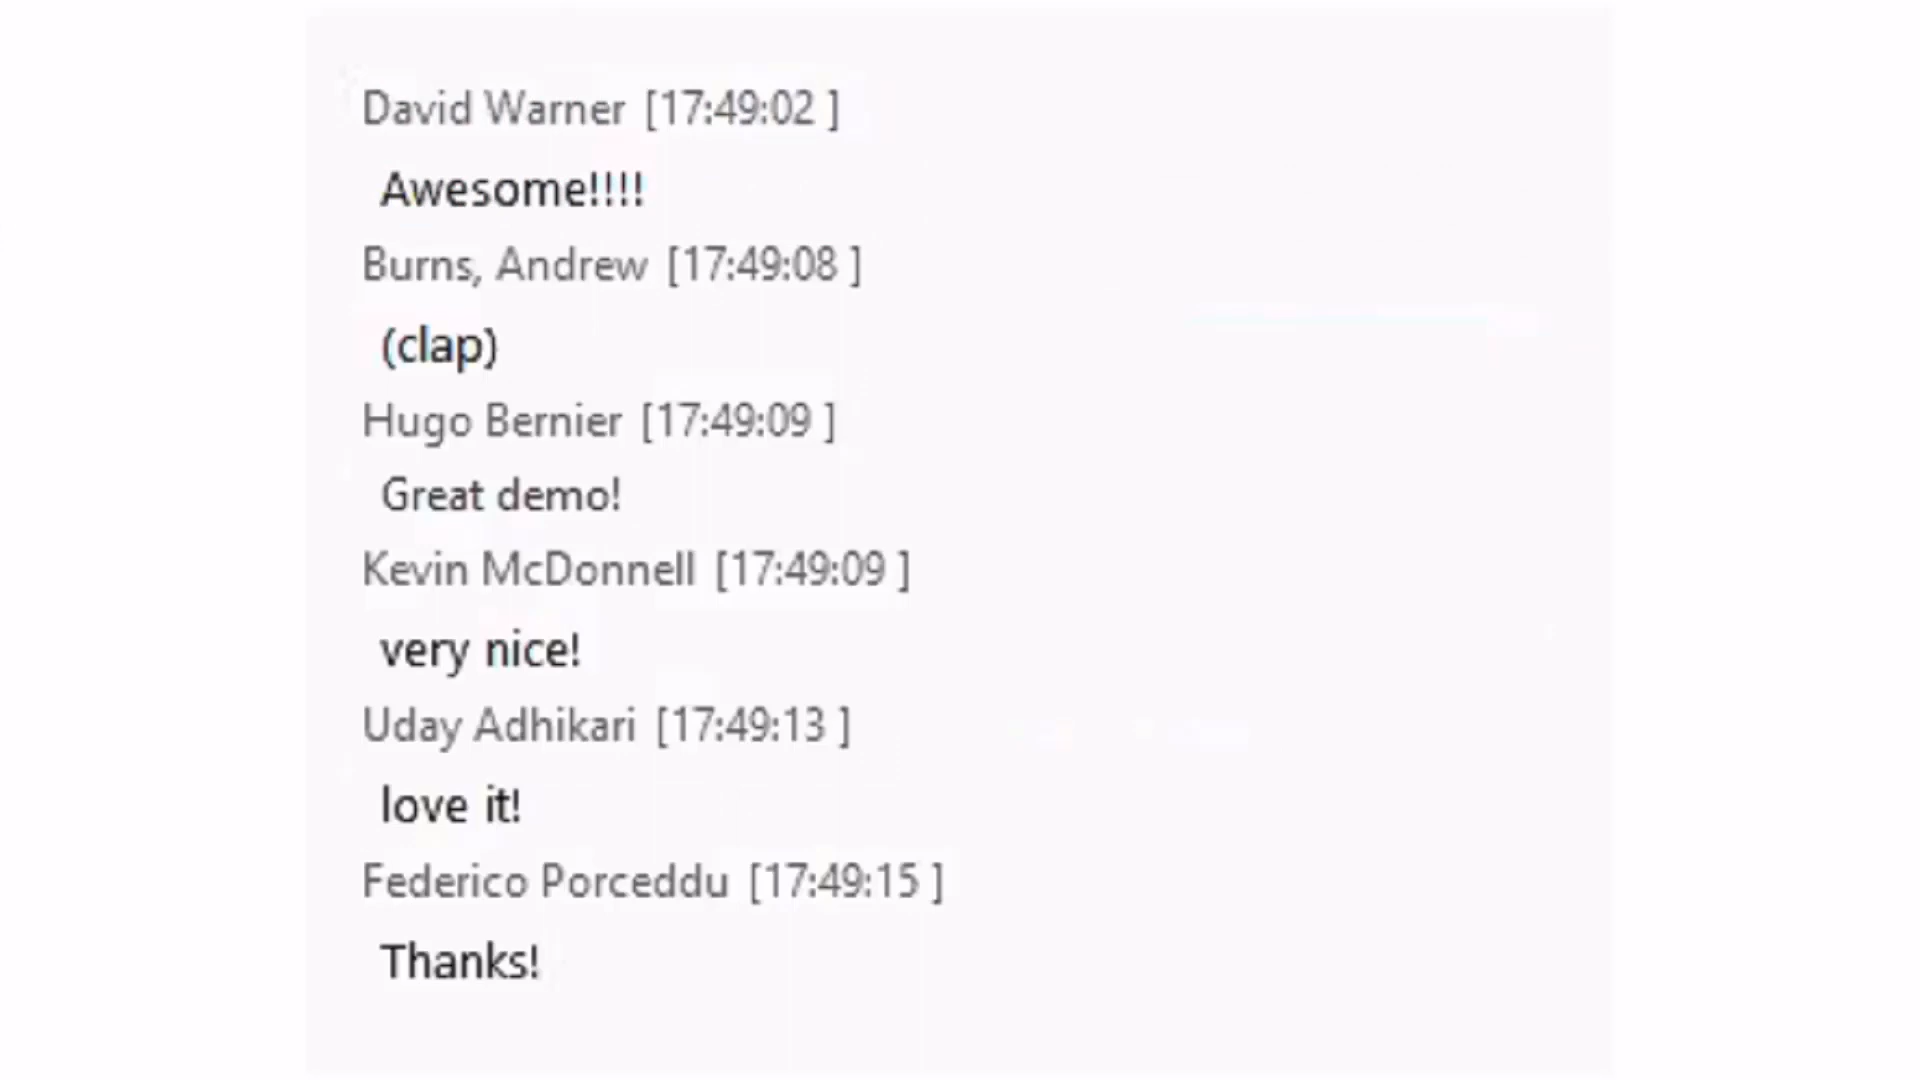 David Warner [17:49:02 ]
Awesome!!!!
Burns, Andrew [17:49:08 ]
(clap)
Hugo Bernier [17:49:09 ]
Great demo!
Kevin McDonnell [17:49:09 ]
very nice!
Uday Adhikari [17:49:13 ]
love it!
Federico Porceddu [17:49:15 ]
Thanks!